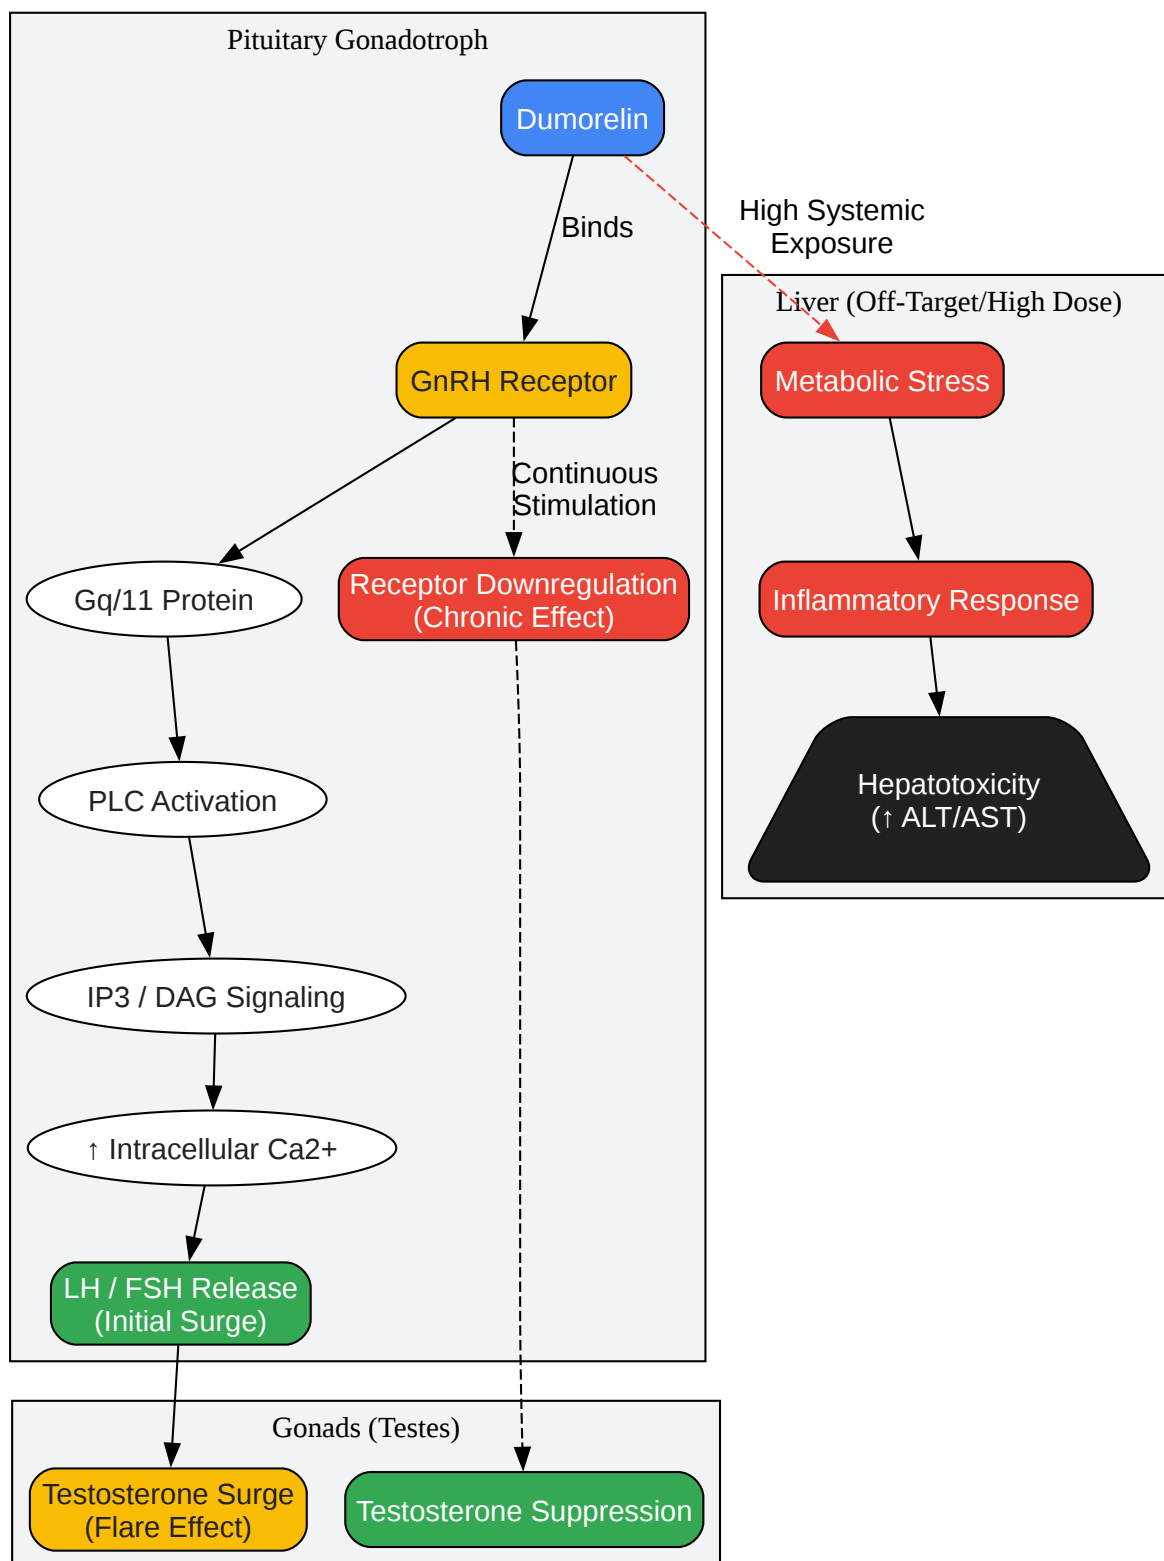 Pituitary Gonadotroph
Dumorelin
Binds
High Systemic
Exposure
Liver (Off-Target/High Dose)
GnRH Receptor
Metabolic Stress
Continuous
Stimulation
Gq/11 Protein
Receptor Downregulation
(Chronic Effect)
Inflammatory Response
PLC Activation
Hepatotoxicity
(↑ ALT/AST)
IP3 / DAG Signaling
↑ Intracellular Ca2+
LH / FSH Release
(Initial Surge)
Gonads (Testes)
Testosterone Surge
(Flare Effect)
Testosterone Suppression